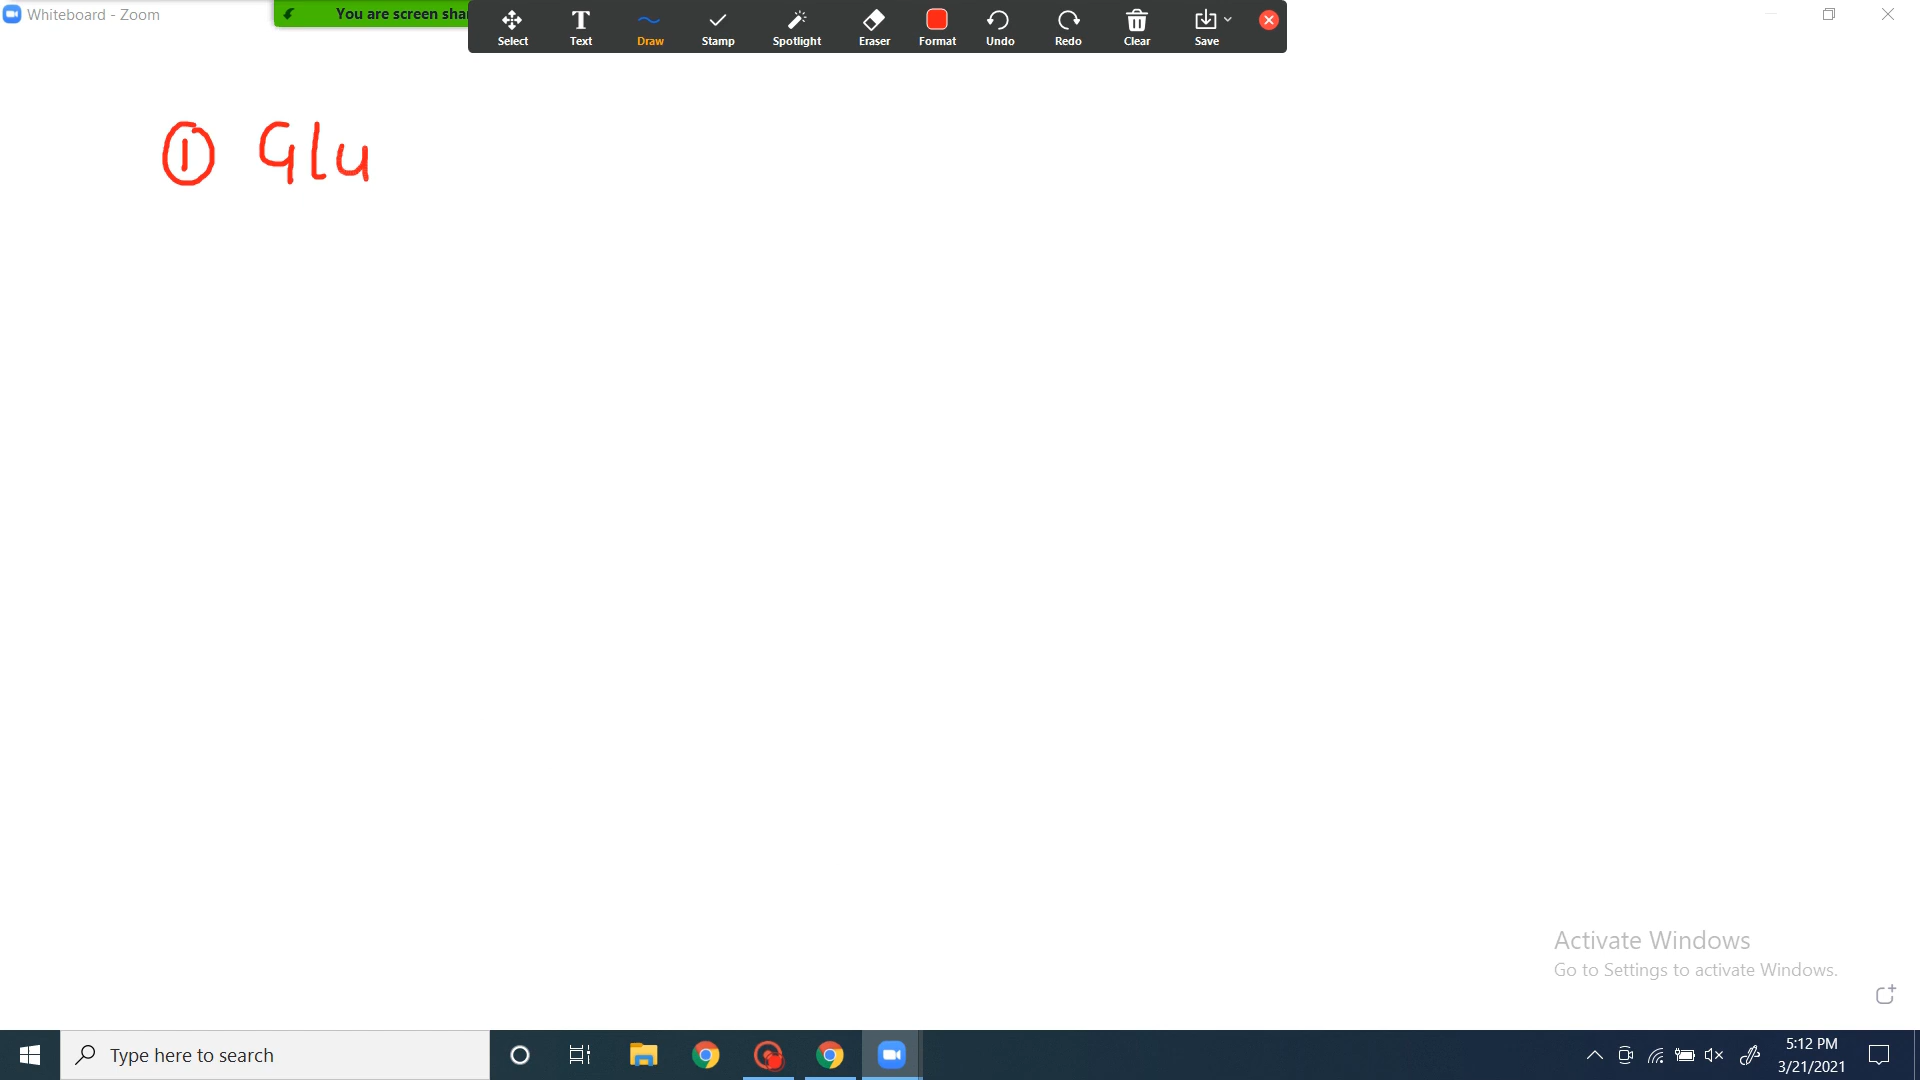 Whiteboard - Zoom
You are screen sha
Select Text Draw Stamp Spotlight Eraser Format Undo Redo Clear Save
① Glu
Activate Windows
Go to Settings to activate Windows.
Type here to search
5:12 PM
3/21/2021